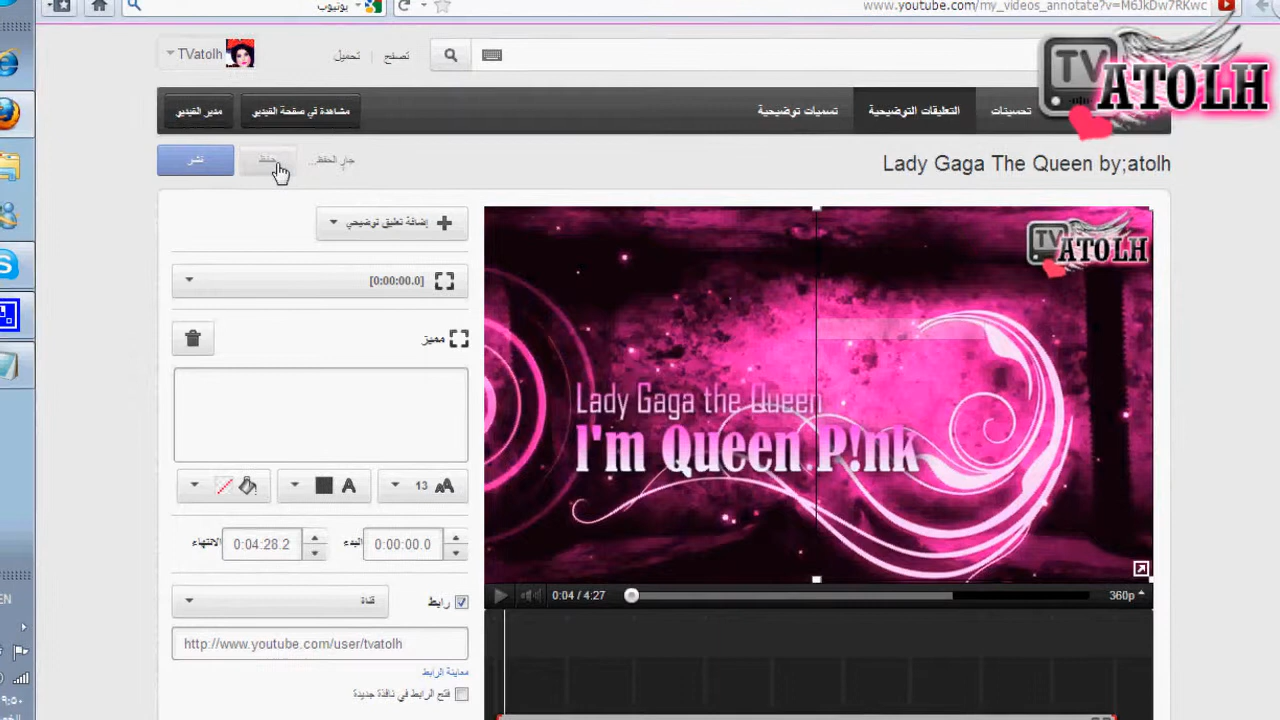 يوتيوب
www.youtube.com/my_videos_annotate?v=M6JkDw7RKwc
TVatolh
تحميل | تصفح
TV ATOLH
مدير الفيديو
مشاهدة في صفحة الفيديو
تسميات توضيحية
التعليقات التوضيحية
تحسينات
نشر
حفظ
جارٍ الحفظ...
Lady Gaga The Queen by;atolh
إضافة تعليق توضيحي
[0:00:00.0]
مميز
TV ATOLH
Lady Gaga the Queen
I'm Queen P!nk
13
البدء 0:00:00.0
الانتهاء 0:04:28.2
0:04 / 4:27
360p
رابط
قناة
http://www.youtube.com/user/tvatolh
معاينة الرابط
فتح الرابط في نافذة جديدة
EN